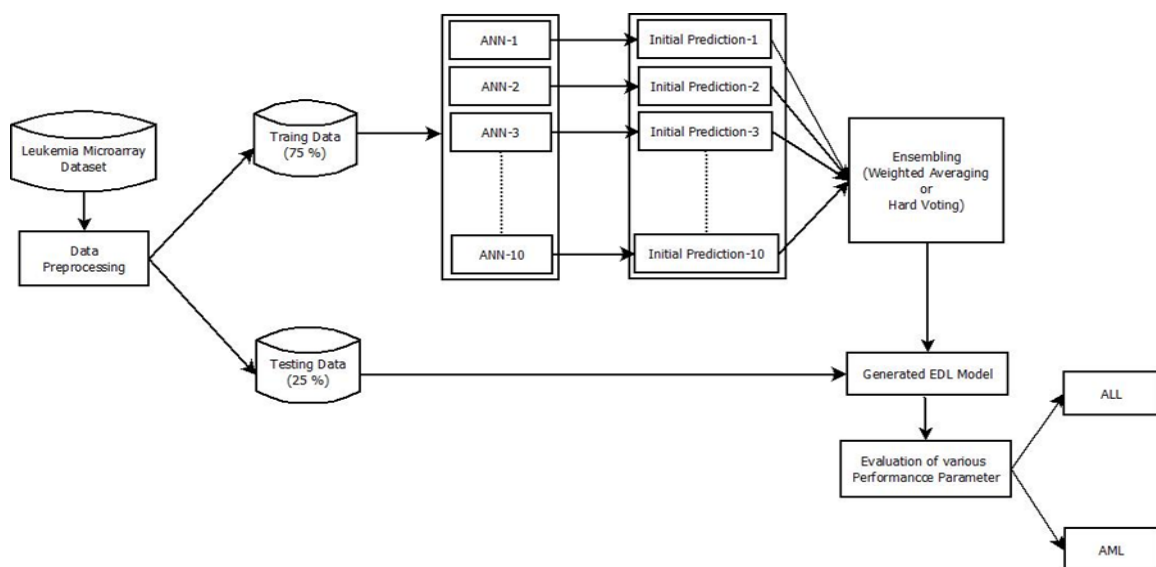 Leukemia Microarray
Dataset
Data
Preprocessing
Traing Data
(75 %)
Testing Data
(25 %)
ANN-1
ANN-2
ANN-3
ANN-10
Initial Prediction-1
Initial Prediction-2
Initial Prediction-3
Initial Prediction-10
Ensembling
(Weighted Averaging
or
Hard Voting)
Generated EDL Model
Evaluation of various
Performancce Parameter
ALL
AML